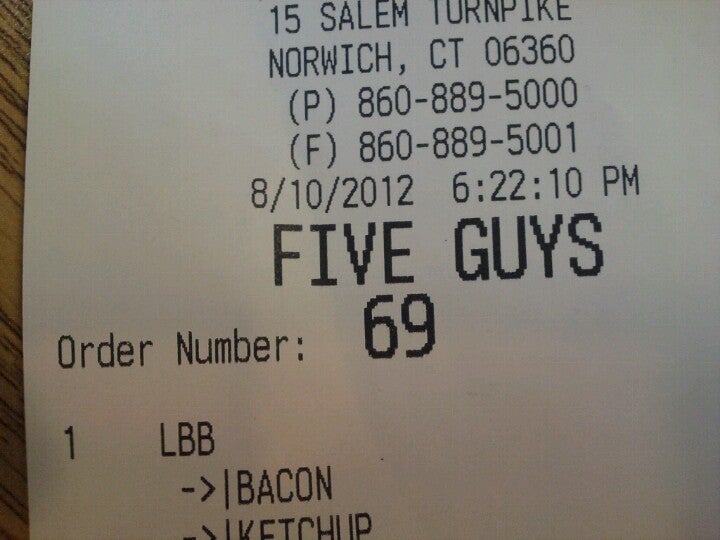 15 SALEM TURNPIKE
NORWICH, CT 06360
(P) 860-889-5000
(F) 860-889-5001
8/10/2012 6:22:10 PM
FIVE GUYS
Order Number: 69
1 LBB
->|BACON
->|KETCHUP